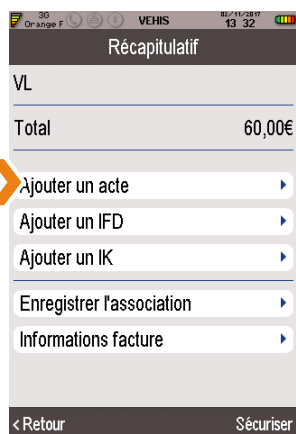 3G
Orange F VEHIS 02/11/2017
13 32
Récapitulatif
VL
Total 60,00€
Ajouter un acte
Ajouter un IFD
Ajouter un IK
Enregistrer l'association
Informations facture
< Retour Sécuriser